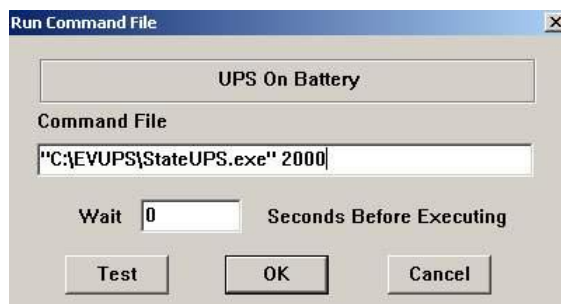 Run Command File
UPS On Battery
Command File
"C:\EVUPS\StateUPS.exe" 2000
Wait 0 Seconds Before Executing
Test OK Cancel